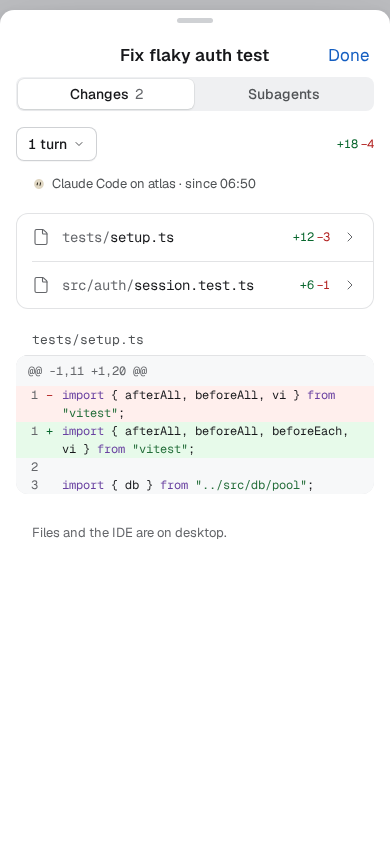 Fix flaky auth test
Done
Changes 2
Subagents
1 turn
+18 −4
Claude Code on atlas · since 06:50
tests/setup.ts
+12 −3
src/auth/session.test.ts
+6 −1
tests/setup.ts
@@ -1,11 +1,20 @@
1 − import { afterAll, beforeAll, vi } from
"vitest";
1 + import { afterAll, beforeAll, beforeEach,
vi } from "vitest";
2
3 import { db } from "../src/db/pool";
Files and the IDE are on desktop.